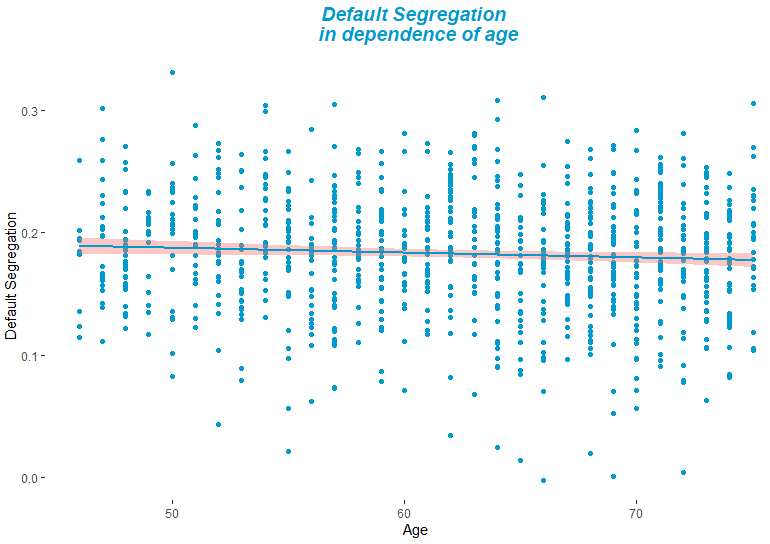 Default Segregation
in dependence of age
0.3
0.2
0.1
0.0
Default Segregation
50
60
70
Age